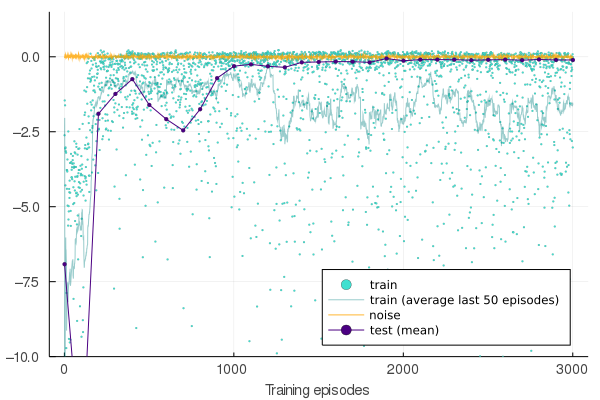 0.0
−2.5
−5.0
−7.5
−10.0
0
1000
2000
3000
Training episodes
train
train (average last 50 episodes)
noise
test (mean)